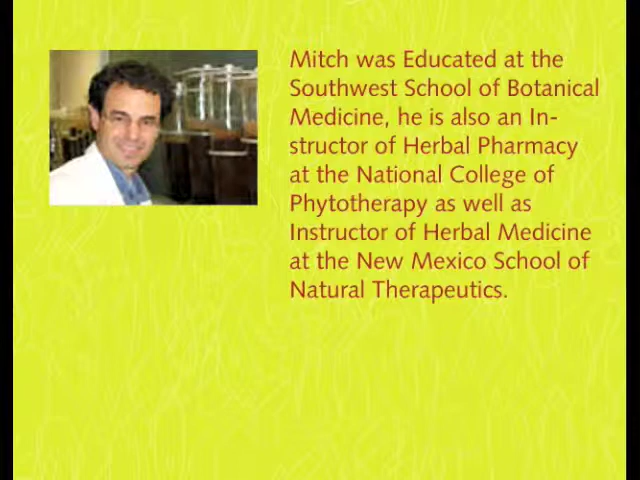 Mitch was Educated at the
Southwest School of Botanical
Medicine, he is also an In-
structor of Herbal Pharmacy
at the National College of
Phytotherapy as well as
Instructor of Herbal Medicine
at the New Mexico School of
Natural Therapeutics.